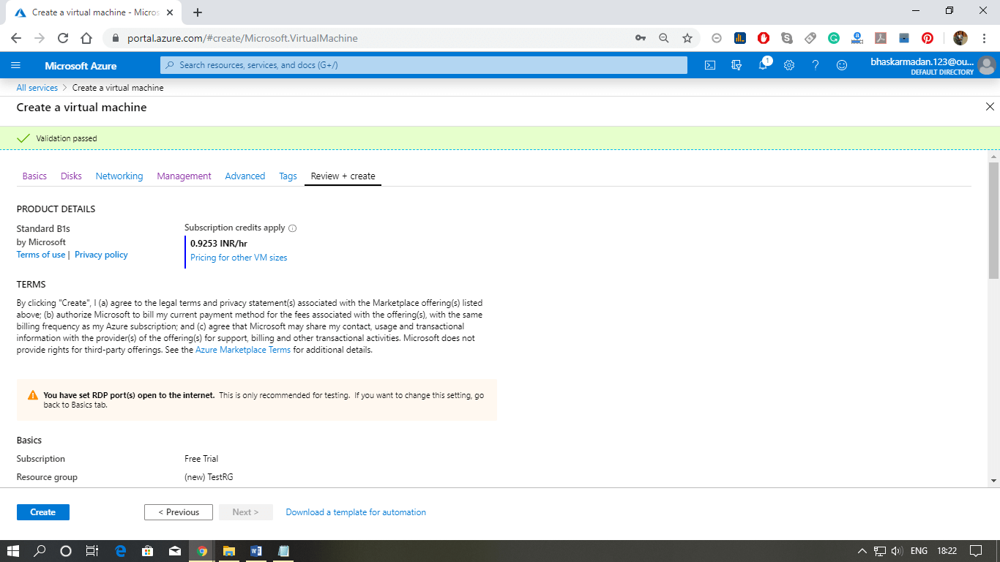 Create a virtual machine - Micros
portal.azure.com/#create/Microsoft.VirtualMachine
Microsoft Azure
Search resources, services, and docs (G+/)
1
bhaskarmadan.123@ou...
DEFAULT DIRECTORY
All services > Create a virtual machine
Create a virtual machine
Validation passed
Basics Disks Networking Management Advanced Tags Review + create
PRODUCT DETAILS
Standard B1s
by Microsoft
Terms of use | Privacy policy
Subscription credits apply
0.9253 INR/hr
Pricing for other VM sizes
TERMS
By clicking "Create", I (a) agree to the legal terms and privacy statement(s) associated with the Marketplace offering(s) listed
above; (b) authorize Microsoft to bill my current payment method for the fees associated with the offering(s), with the same
billing frequency as my Azure subscription; and (c) agree that Microsoft may share my contact, usage and transactional
information with the provider(s) of the offering(s) for support, billing and other transactional activities. Microsoft does not
provide rights for third-party offerings. See the Azure Marketplace Terms for additional details.
You have set RDP port(s) open to the internet. This is only recommended for testing. If you want to change this setting, go
back to Basics tab.
Basics
Subscription Free Trial
Resource group (new) TestRG
Create < Previous Next > Download a template for automation
ENG 18:22